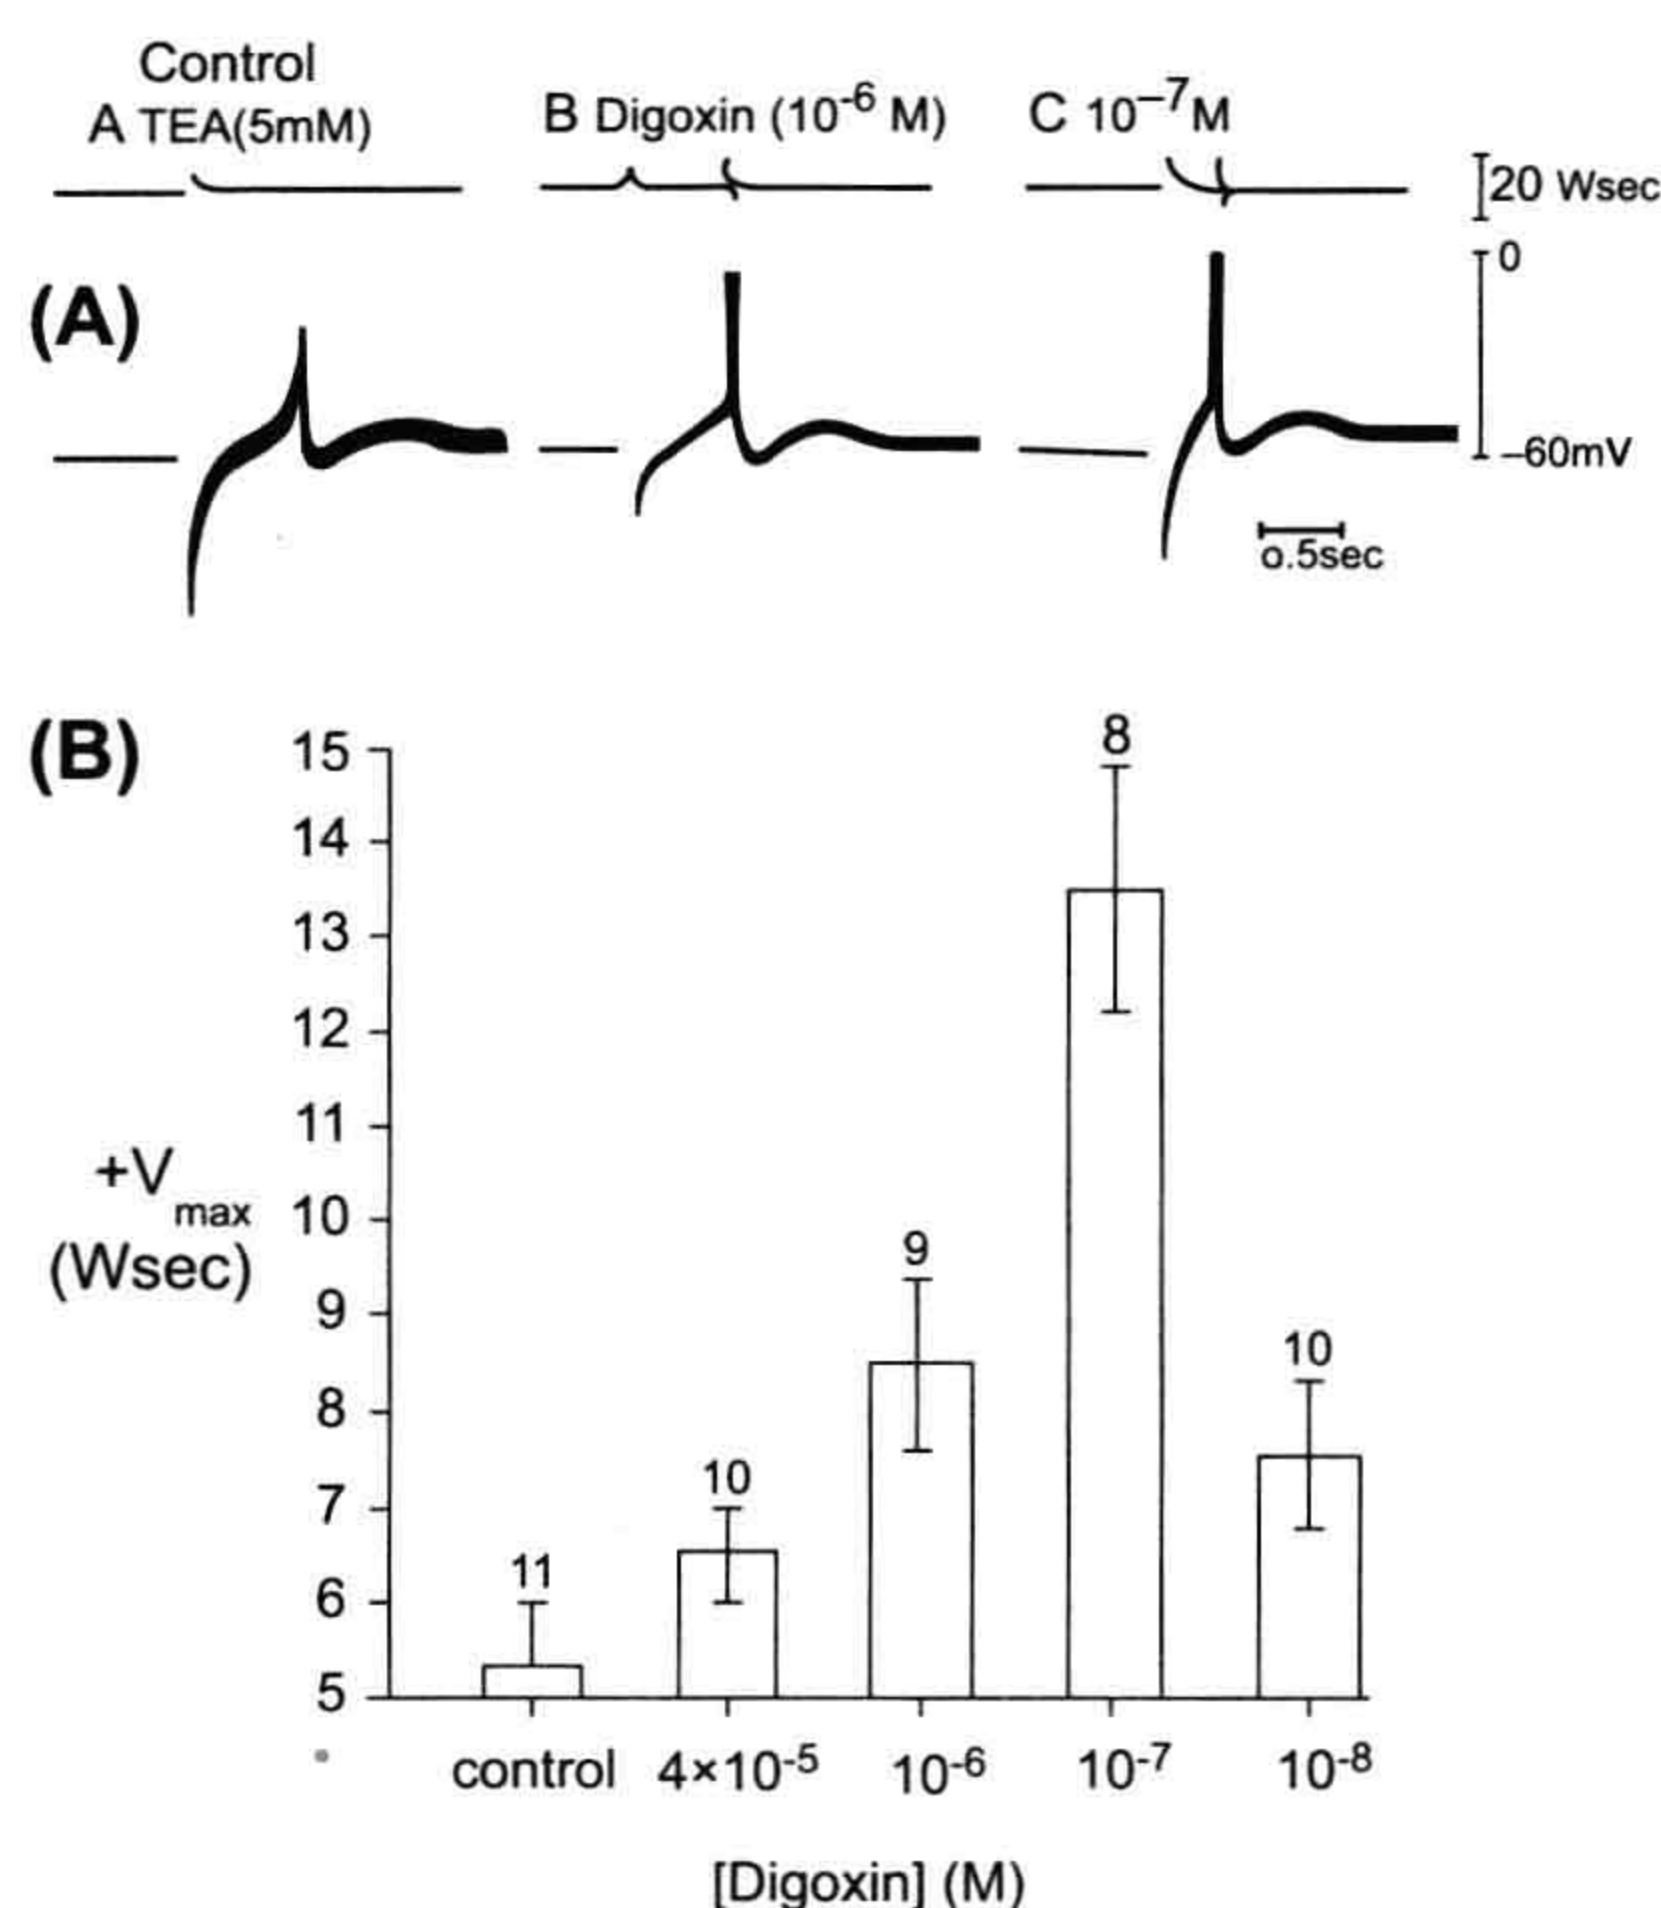 Control
A TEA(5mM)
B Digoxin (10⁻⁶ M)
C 10⁻⁷M
20 Wsec
(A)
0
–60mV
o.5sec
(B)
15
14
13
12
11
10
9
8
7
6
5
+Vmax
(Wsec)
11
10
9
8
10
control 4×10⁻⁵ 10⁻⁶ 10⁻⁷ 10⁻⁸
[Digoxin] (M)